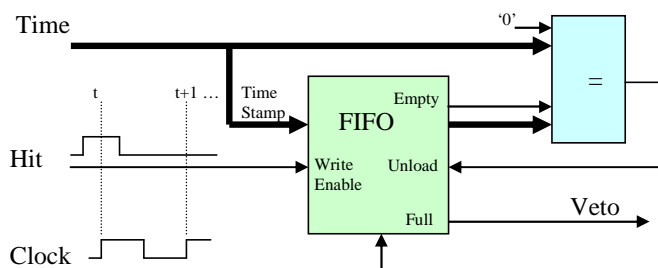 Time
‘0’
t
t+1 …
Time
Stamp
Empty
FIFO
=
Hit
Write
Enable
Unload
Full
Veto
Clock